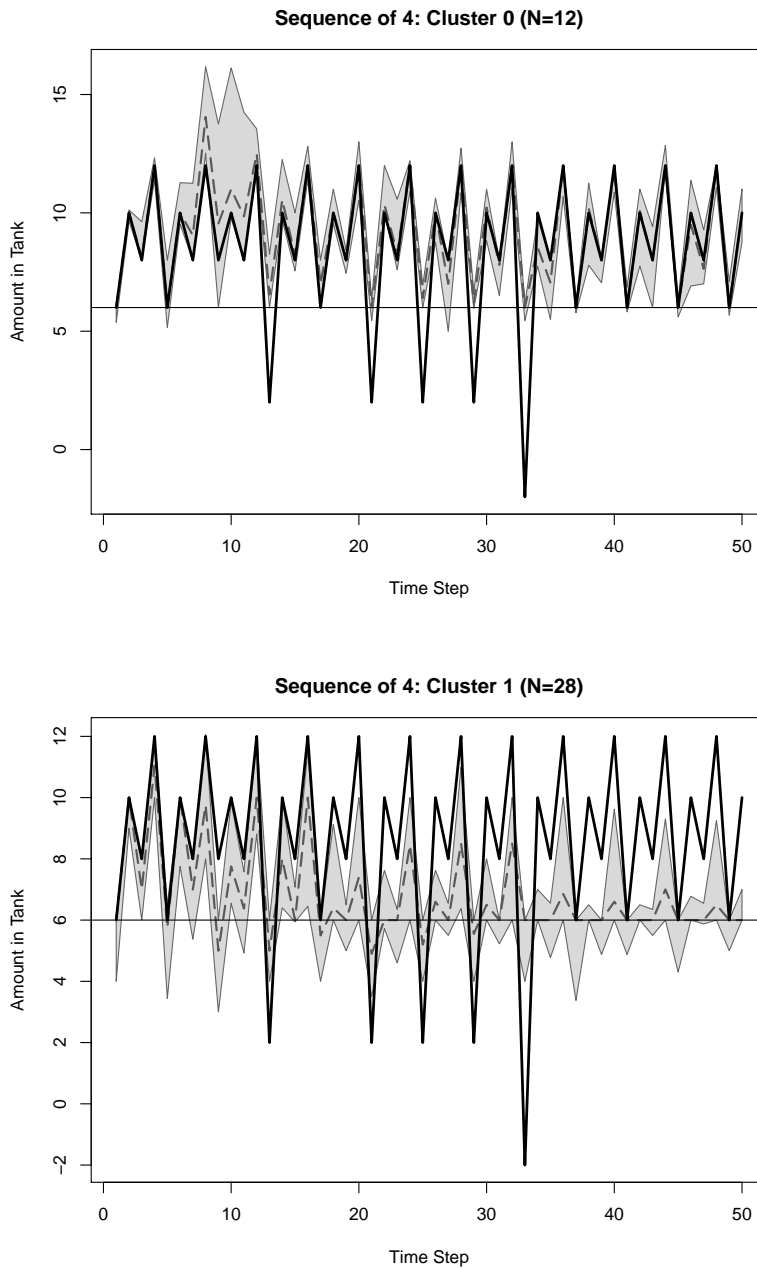 Sequence of 4: Cluster 0 (N=12)
15
10
5
0
Amount in Tank
0 10 20 30 40 50
Time Step
Sequence of 4: Cluster 1 (N=28)
12
10
8
6
4
2
0
−2
Amount in Tank
0 10 20 30 40 50
Time Step